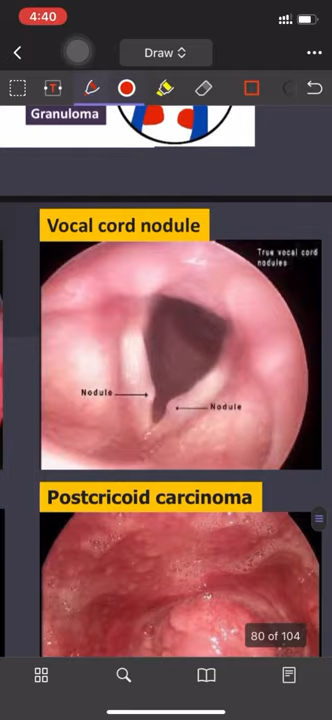 4:40
Draw
T
Granuloma
Vocal cord nodule
True vocal cord
nodules
Nodule
Nodule
Postcricoid carcinoma
80 of 104